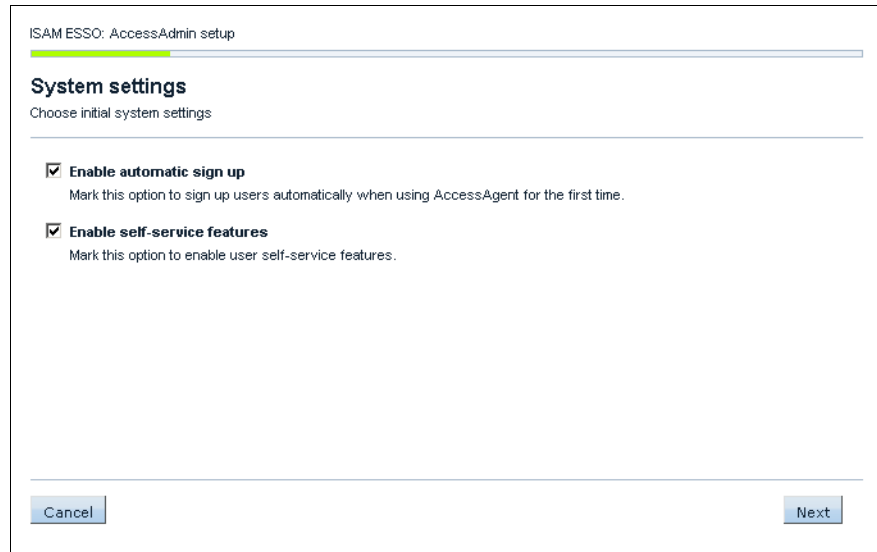 ISAM ESSO: AccessAdmin setup
System settings
Choose initial system settings
Enable automatic sign up
Mark this option to sign up users automatically when using AccessAgent for the first time.
Enable self-service features
Mark this option to enable user self-service features.
Cancel
Next